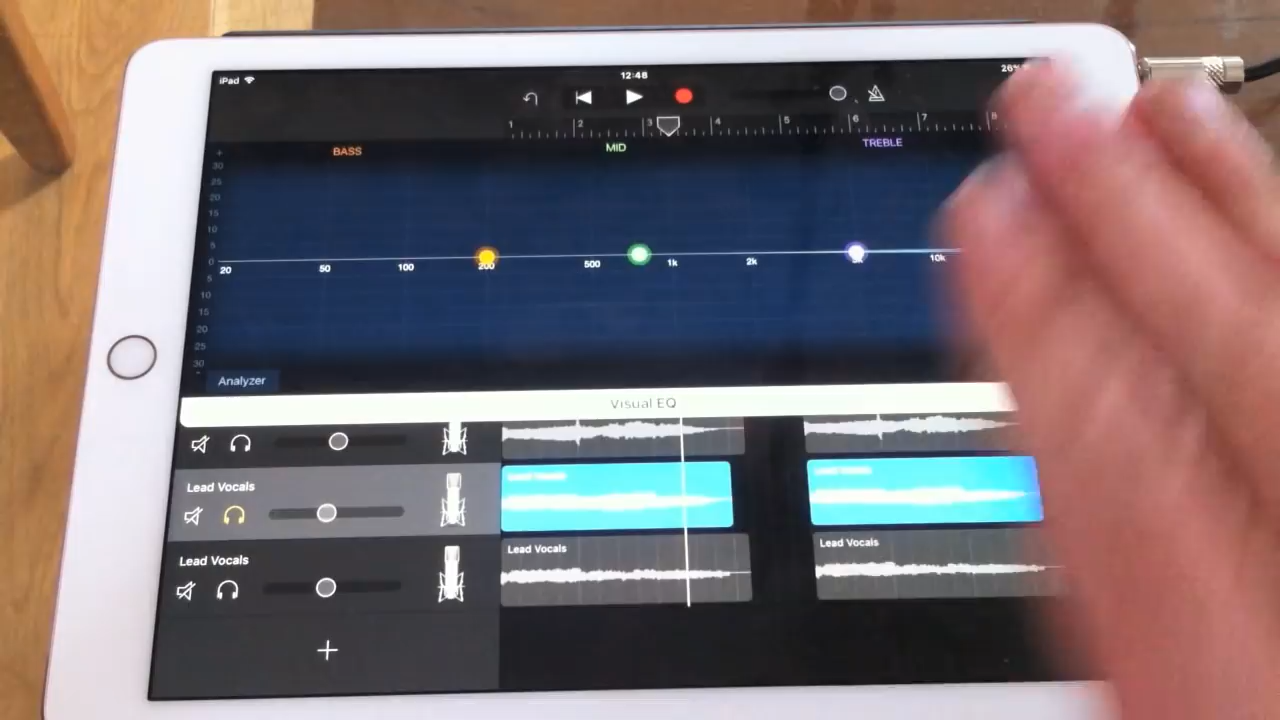 iPad 12:48 26%
1 2 3 4 5 6 7 8
BASS MID TREBLE
+
30
25
20
15
10
5
0
5
10
15
20
25
30
-
20 50 100 200 500 1k 2k 5k 10k
Analyzer
Visual EQ
Lead Vocals
Lead Vocals
Lead Vocals
Lead Vocals
+